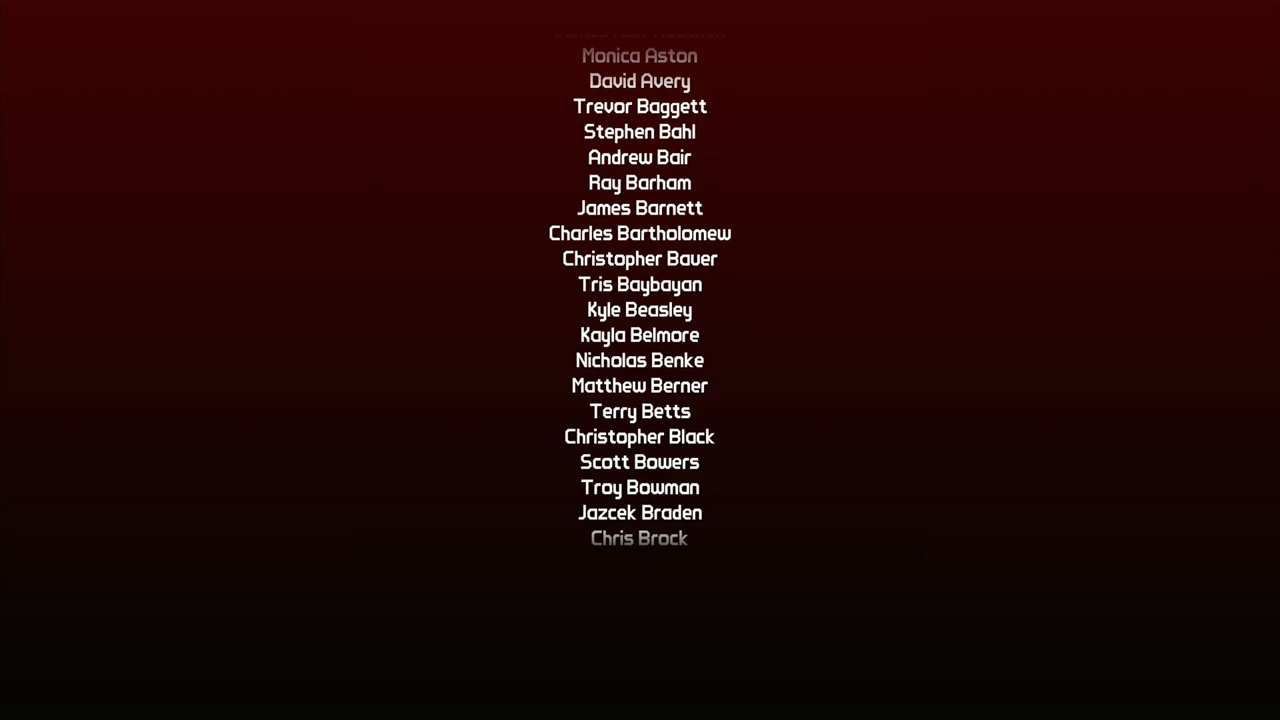 Monica Aston
David Avery
Trevor Baggett
Stephen Bahl
Andrew Bair
Ray Barham
James Barnett
Charles Bartholomew
Christopher Bauer
Tris Baybayan
Kyle Beasley
Kayla Belmore
Nicholas Benke
Matthew Berner
Terry Betts
Christopher Black
Scott Bowers
Troy Bowman
Jazcek Braden
Chris Brock